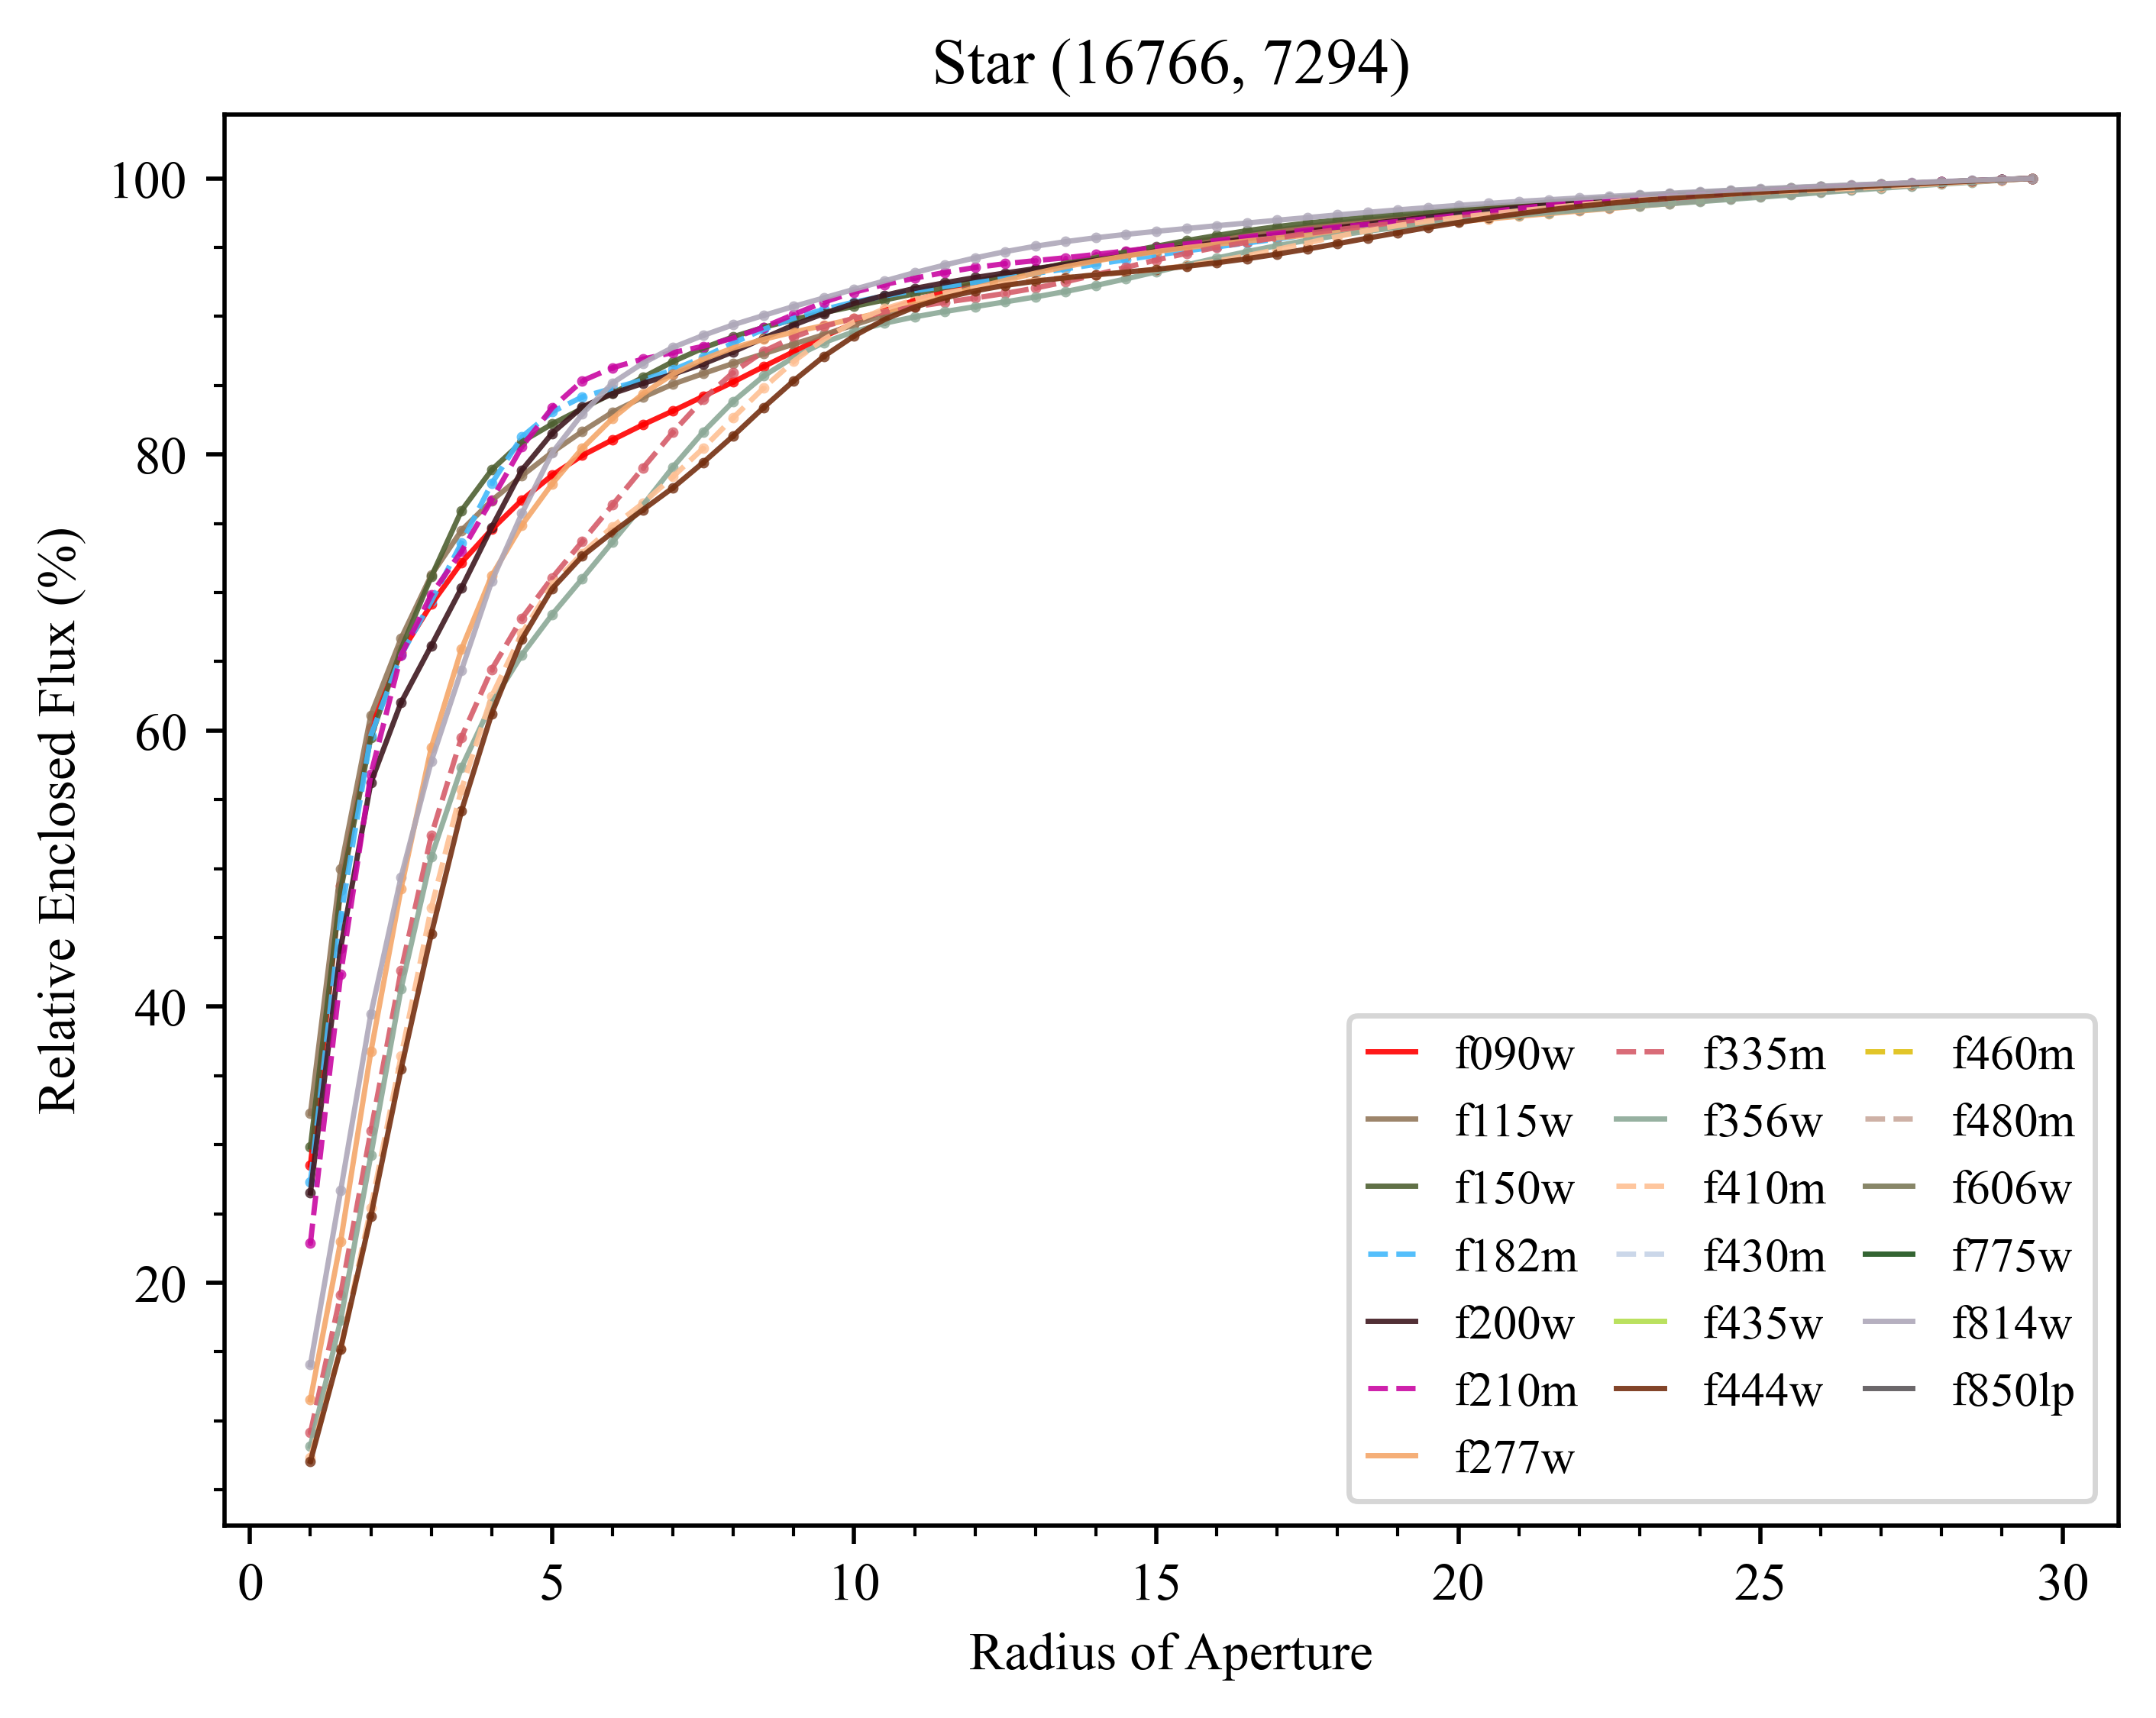 Star (16766, 7294)
Relative Enclosed Flux (%)
100
80
60
40
20
0 5 10 15 20 25 30
Radius of Aperture
f090w f335m f460m
f115w f356w f480m
f150w f410m f606w
f182m f430m f775w
f200w f435w f814w
f210m f444w f850lp
f277w